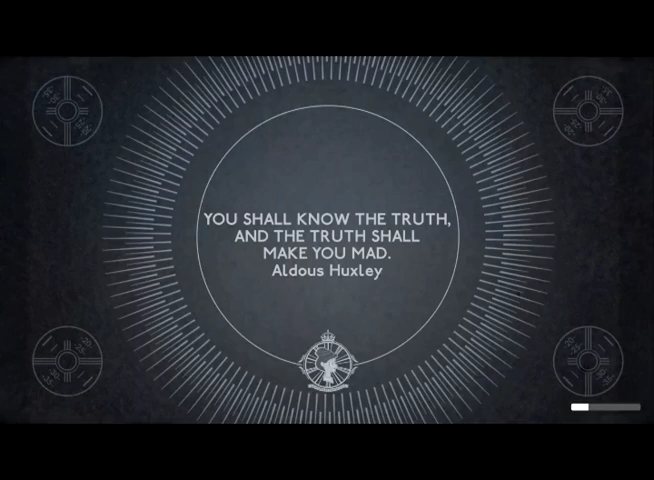 YOU SHALL KNOW THE TRUTH,
AND THE TRUTH SHALL
MAKE YOU MAD.
Aldous Huxley